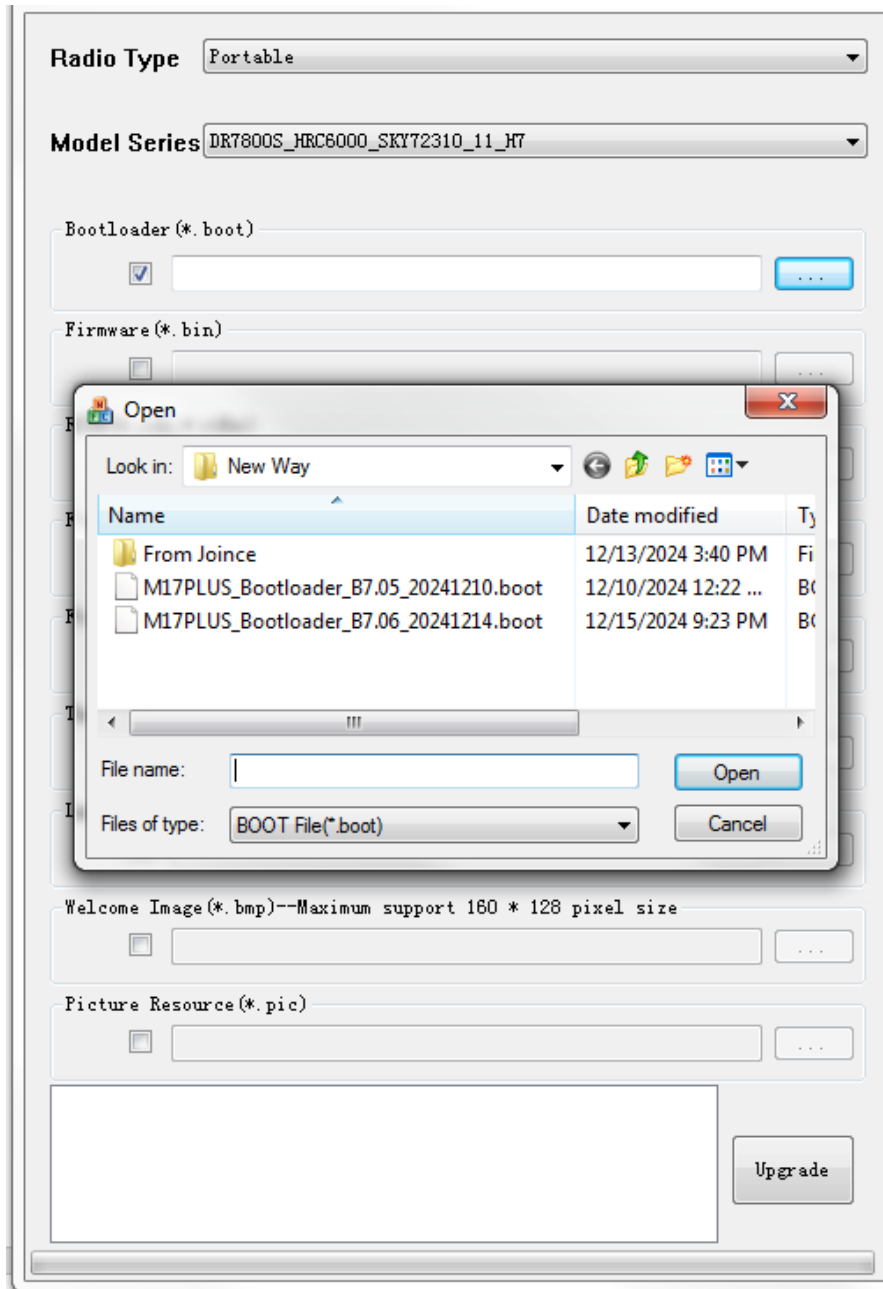 Radio Type Portable
Model Series DR7800S_HRC6000_SKY72310_11_H7
Bootloader(*.boot)
...
Firmware(*.bin)
...
Open
Look in: New Way
Name Date modified
From Joince 12/13/2024 3:40 PM
M17PLUS_Bootloader_B7.05_20241210.boot 12/10/2024 12:22 ...
M17PLUS_Bootloader_B7.06_20241214.boot 12/15/2024 9:23 PM
File name: Open
Files of type: BOOT File(*.boot) Cancel
Welcome Image(*.bmp)--Maximum support 160 * 128 pixel size
...
Picture Resource(*.pic)
...
Upgrade